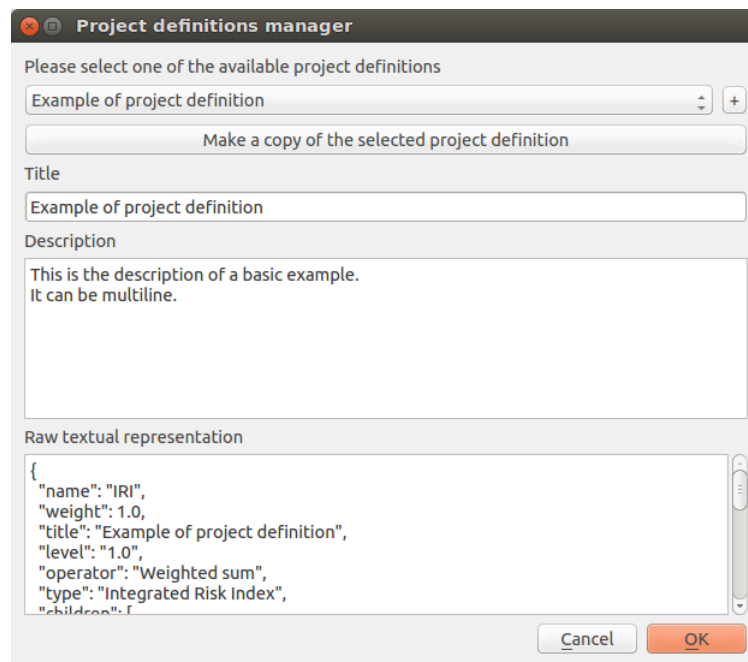 Project definitions manager
Please select one of the available project definitions
Example of project definition
+
Make a copy of the selected project definition
Title
Example of project definition
Description
This is the description of a basic example.
It can be multiline.
Raw textual representation
{
"name": "IRI",
"weight": 1.0,
"title": "Example of project definition",
"level": "1.0",
"operator": "Weighted sum",
"type": "Integrated Risk Index",
"children": [
Cancel OK